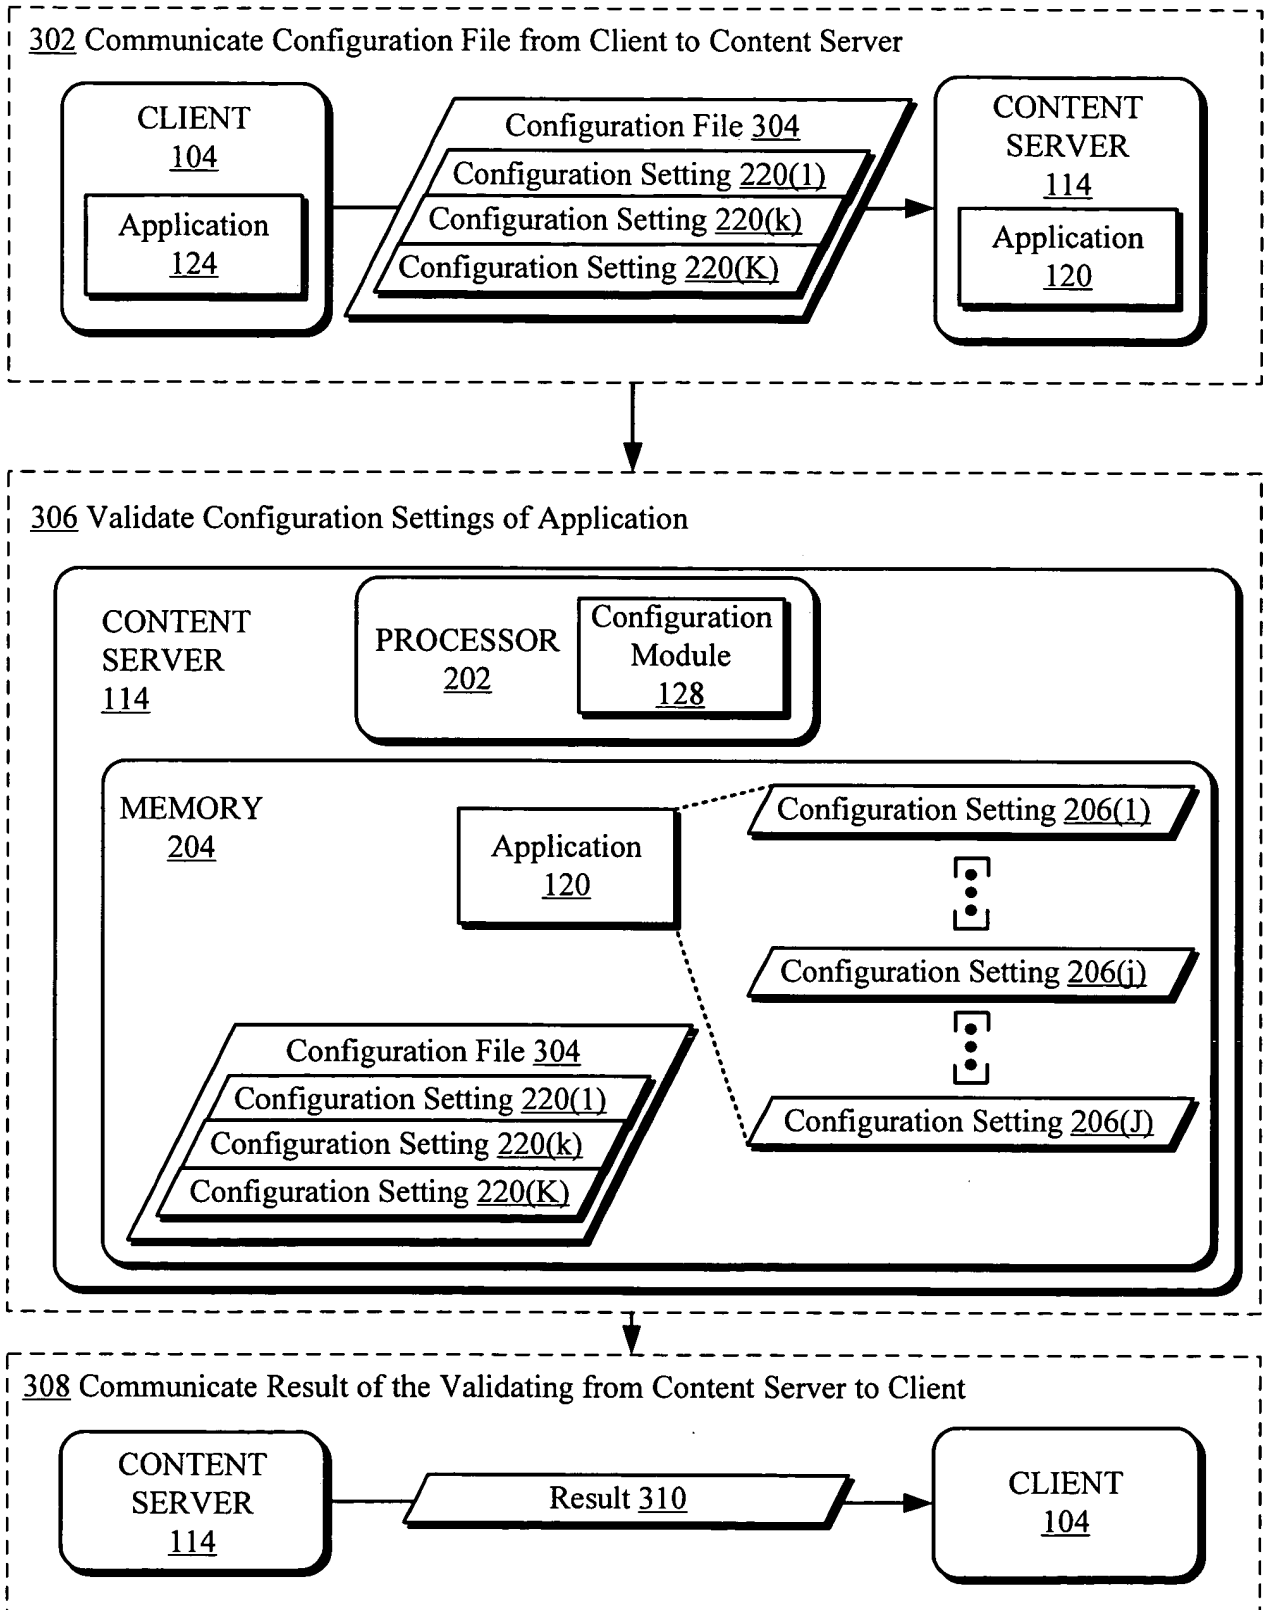 302 Communicate Configuration File from Client to Content Server
CLIENT
104
Application
124
Configuration File 304
Configuration Setting 220(1)
Configuration Setting 220(k)
Configuration Setting 220(K)
CONTENT
SERVER
114
Application
120
306 Validate Configuration Settings of Application
CONTENT
SERVER
114
PROCESSOR
202
Configuration
Module
128
MEMORY
204
Application
120
Configuration Setting 206(1)
Configuration Setting 206(j)
Configuration Setting 206(J)
Configuration File 304
Configuration Setting 220(1)
Configuration Setting 220(k)
Configuration Setting 220(K)
308 Communicate Result of the Validating from Content Server to Client
CONTENT
SERVER
114
Result 310
CLIENT
104